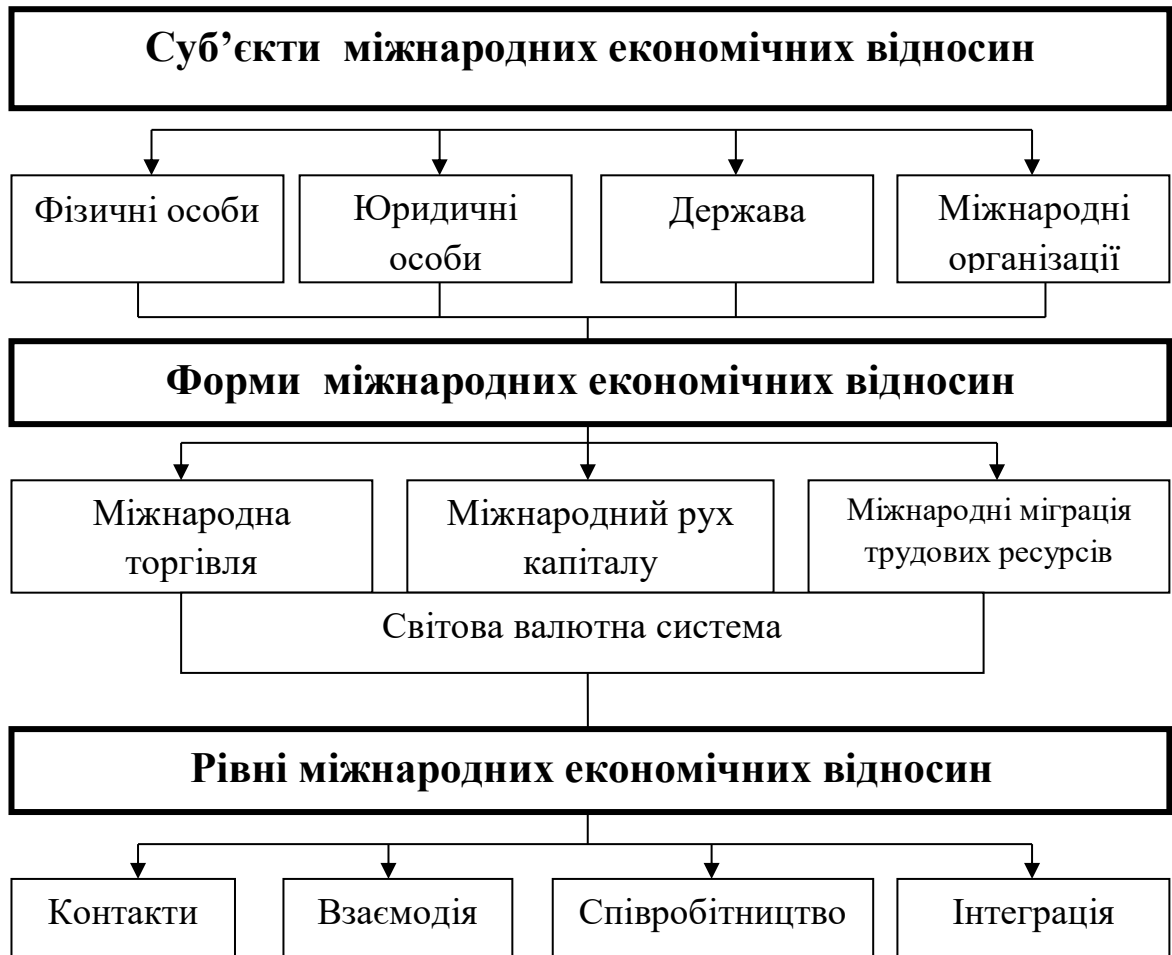 Суб’єкти міжнародних економічних відносин
Фізичні особи
Юридичні
особи
Держава
Міжнародні
організації
Форми міжнародних економічних відносин
Міжнародна
торгівля
Міжнародний рух
капіталу
Міжнародні міграція
трудових ресурсів
Світова валютна система
Рівні міжнародних економічних відносин
Контакти
Взаємодія
Співробітництво
Інтеграція